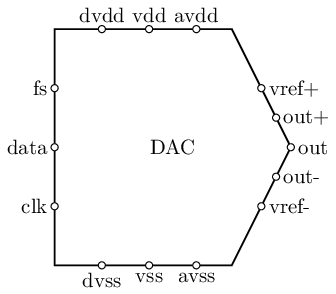 dvdd vdd avdd
fs
vref+
out+
data
DAC
out
out-
clk
vref-
dvss vss avss